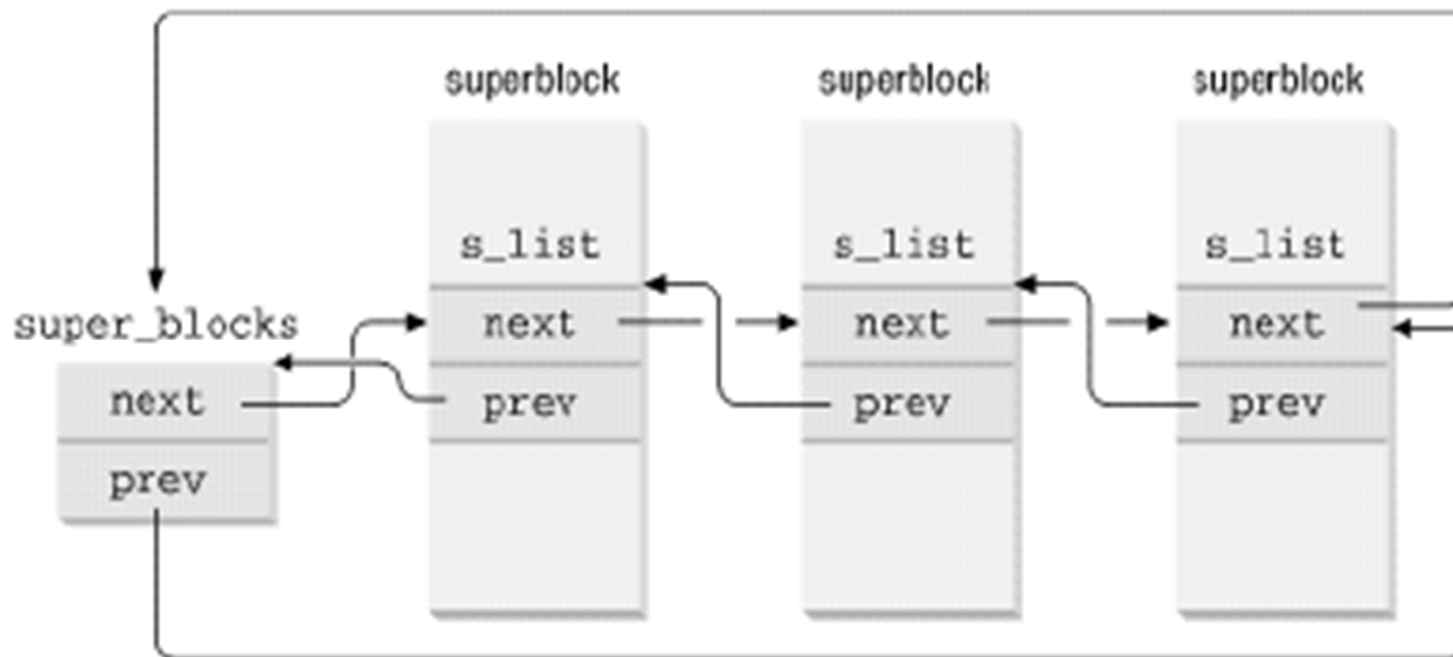 superblock superblock superblock
s_list s_list s_list
super_blocks next next next
next prev prev prev
prev